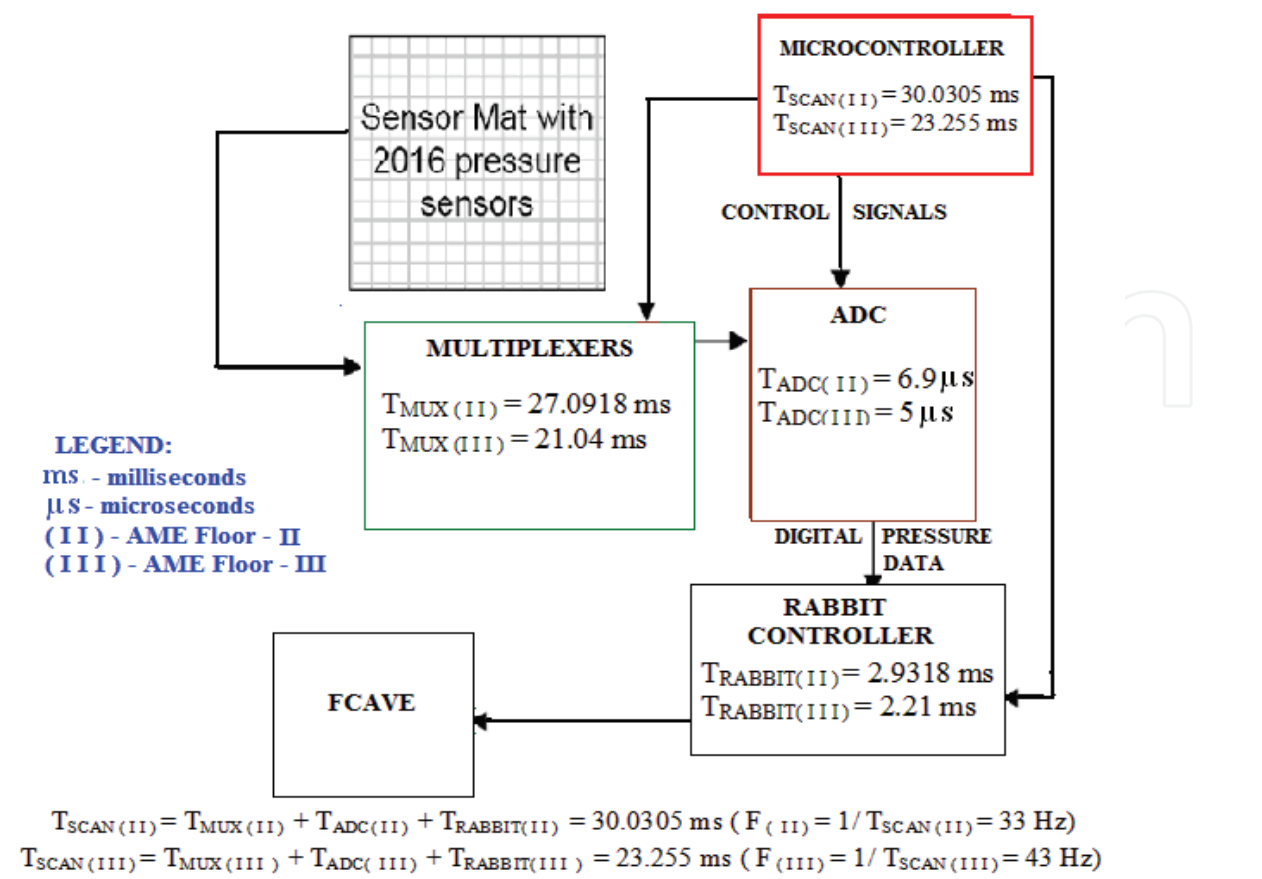 Sensor Mat with
2016 pressure
sensors
MICROCONTROLLER
TSCAN(II) = 30.0305 ms
TSCAN(III) = 23.255 ms
CONTROL SIGNALS
MULTIPLEXERS
TMUX(II) = 27.0918 ms
TMUX(III) = 21.04 ms
ADC
TADC(II) = 6.9 μs
TADC(III) = 5 μs
LEGEND:
ms - milliseconds
μs - microseconds
(II) - AME Floor - II
(III) - AME Floor - III
DIGITAL PRESSURE
DATA
RABBIT
CONTROLLER
TRABBIT(II) = 2.9318 ms
TRABBIT(III) = 2.21 ms
FCAVE
TSCAN(II) = TMUX(II) + TADC(II) + TRABBIT(II) = 30.0305 ms ( F(II) = 1/ TSCAN(II) = 33 Hz)
TSCAN(III) = TMUX(III) + TADC(III) + TRABBIT(III) = 23.255 ms ( F(III) = 1/ TSCAN(III) = 43 Hz)